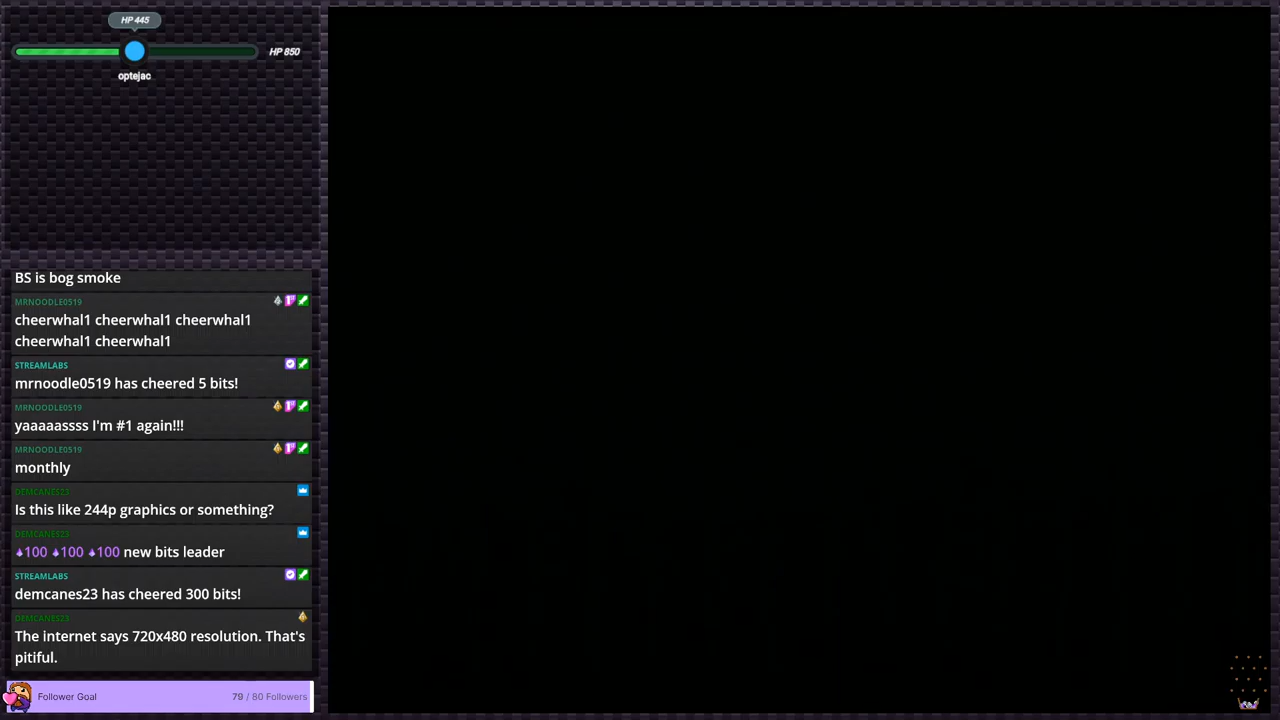 HP 445
HP 850
optejac
BS is bog smoke
MRNOODLE0519
cheerwhal1 cheerwhal1 cheerwhal1
cheerwhal1 cheerwhal1
STREAMLABS
mrnoodle0519 has cheered 5 bits!
MRNOODLE0519
yaaaaassss I'm #1 again!!!
MRNOODLE0519
monthly
DEMCANES23
Is this like 244p graphics or something?
DEMCANES23
100 100 100 new bits leader
STREAMLABS
demcanes23 has cheered 300 bits!
DEMCANES23
The internet says 720x480 resolution. That's
pitiful.
Follower Goal 79 / 80 Followers